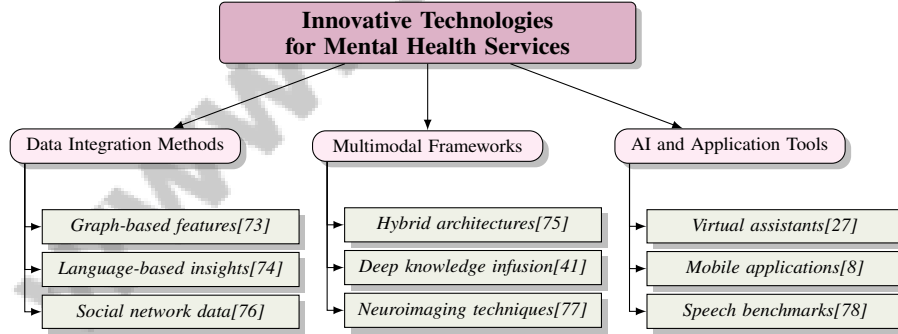 Innovative Technologies
for Mental Health Services
Data Integration Methods
Multimodal Frameworks
AI and Application Tools
Graph-based features[73]
Language-based insights[74]
Social network data[76]
Hybrid architectures[75]
Deep knowledge infusion[41]
Neuroimaging techniques[77]
Virtual assistants[27]
Mobile applications[8]
Speech benchmarks[78]
www.